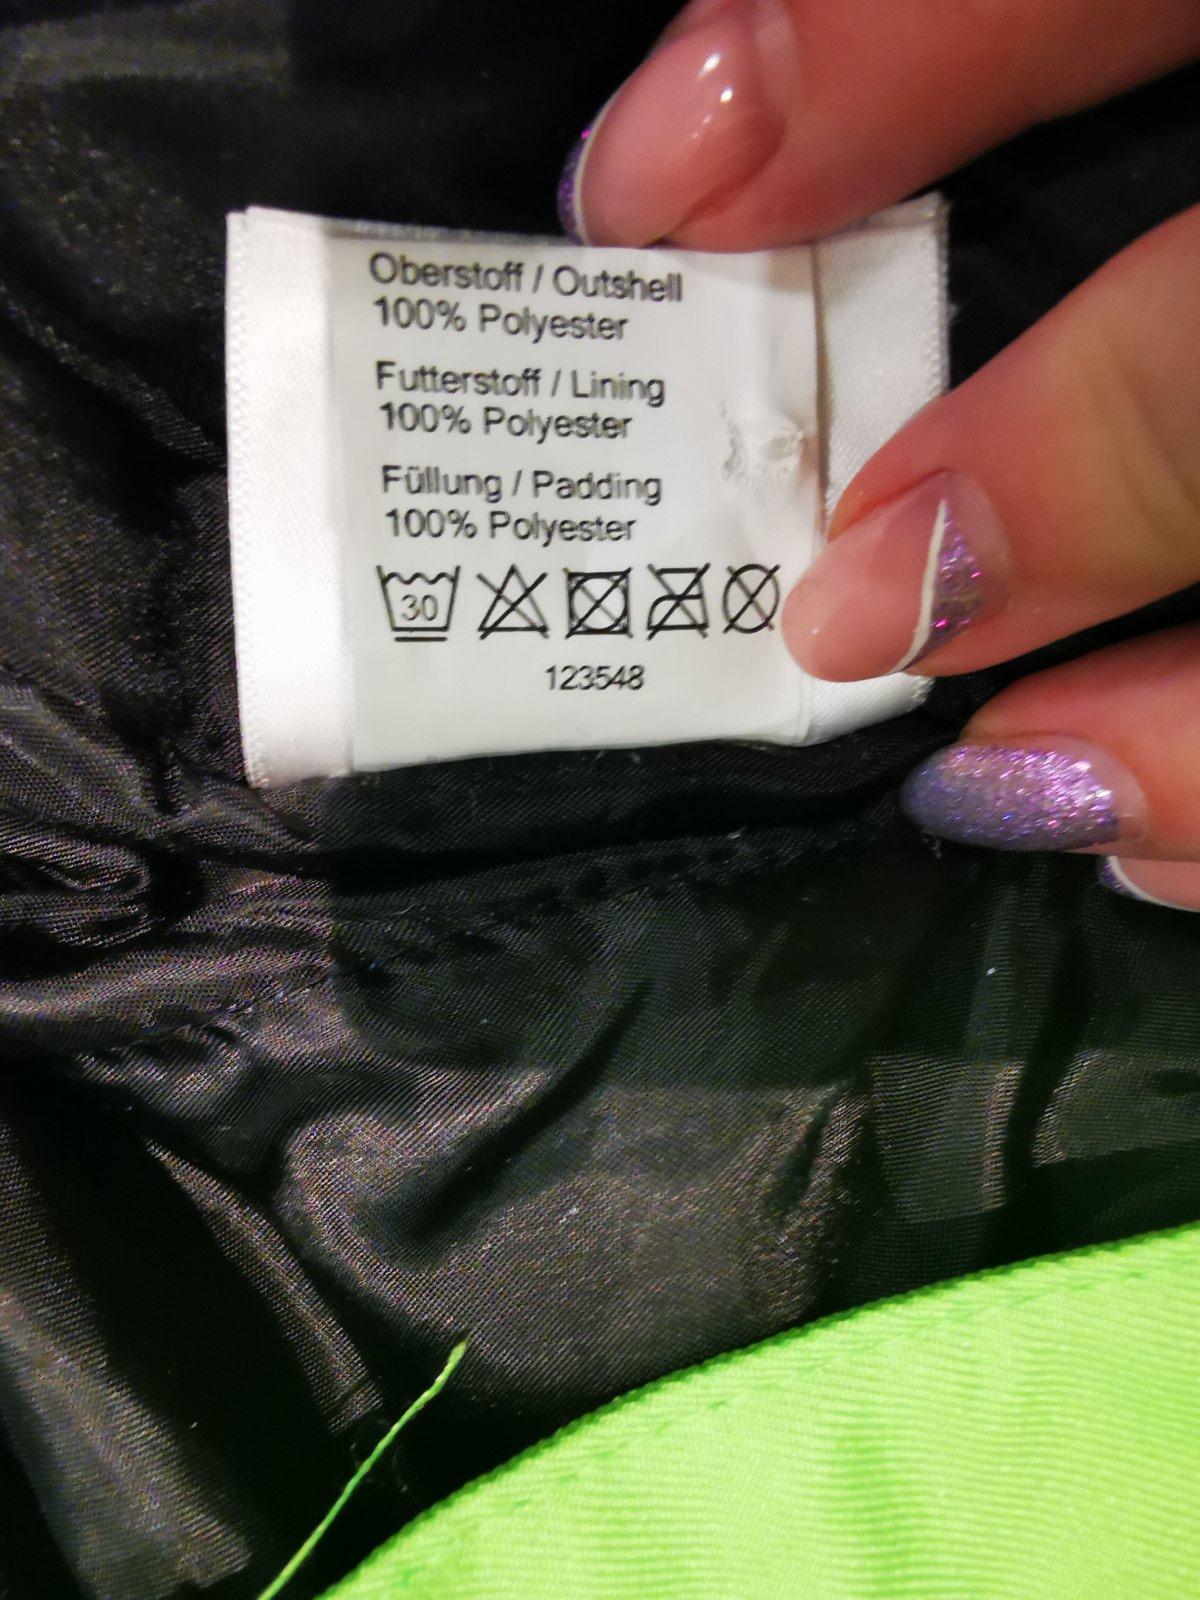 Oberstoff / Outshell
100% Polyester
Futterstoff / Lining
100% Polyester
Füllung / Padding
100% Polyester
30
123548